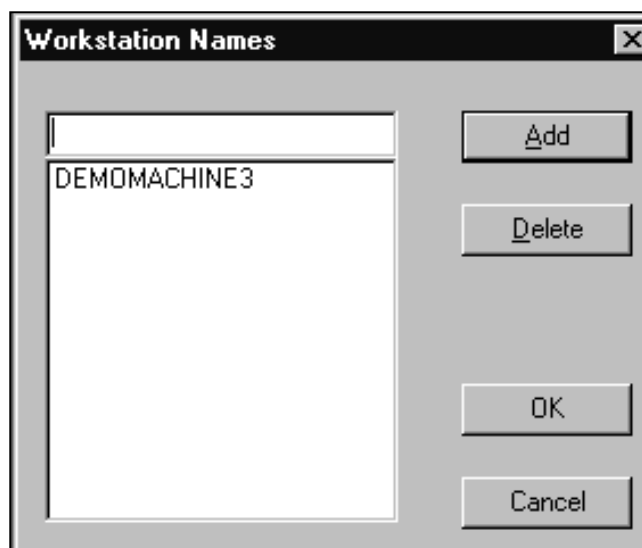 Workstation Names
Add
DEMOMACHINE3
Delete
OK
Cancel